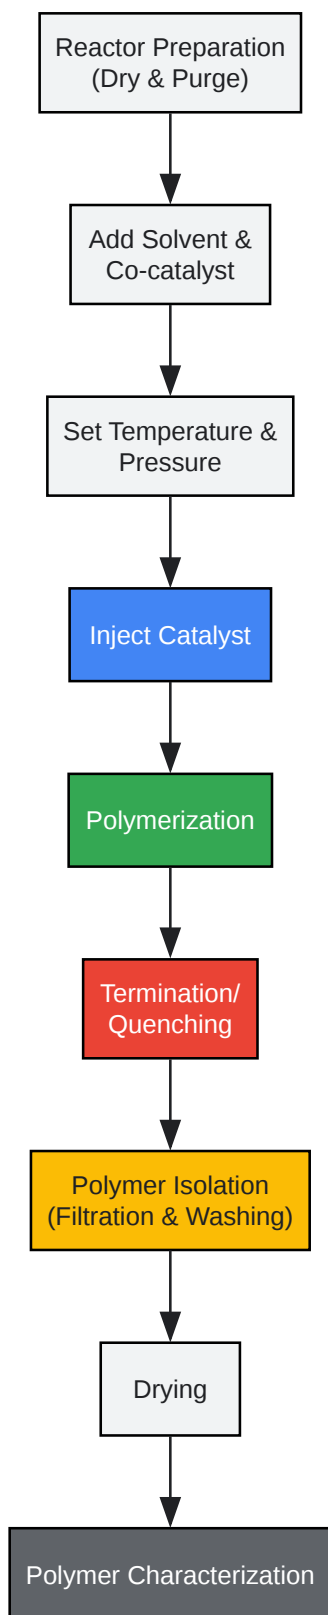 Reactor Preparation
(Dry & Purge)
Add Solvent &
Co-catalyst
Set Temperature &
Pressure
Inject Catalyst
Polymerization
Termination/
Quenching
Polymer Isolation
(Filtration & Washing)
Drying
Polymer Characterization